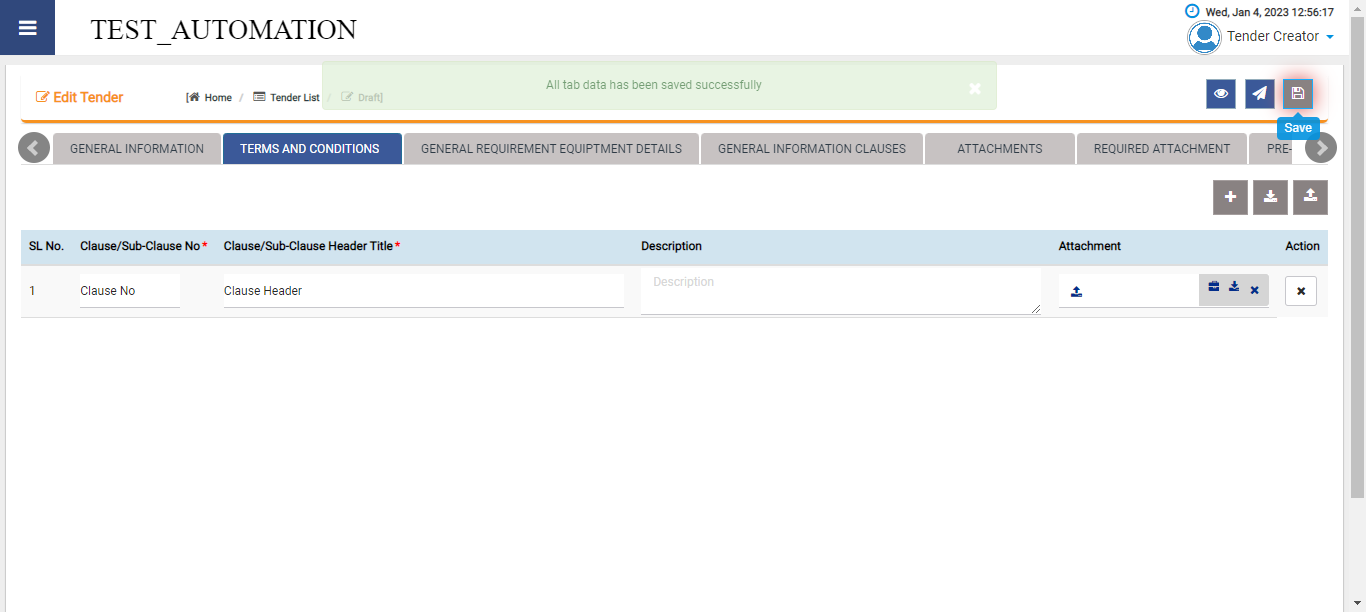 TEST_AUTOMATION
Wed, Jan 4, 2023 12:56:17
Tender Creator
All tab data has been saved successfully
Edit Tender
[ Home / Tender List / Draft]
Save
GENERAL INFORMATION
TERMS AND CONDITIONS
GENERAL REQUIREMENT EQUIPTMENT DETAILS
GENERAL INFORMATION CLAUSES
ATTACHMENTS
REQUIRED ATTACHMENT
PRE-
SL No. Clause/Sub-Clause No* Clause/Sub-Clause Header Title* Description Attachment Action
1 Clause No Clause Header Description